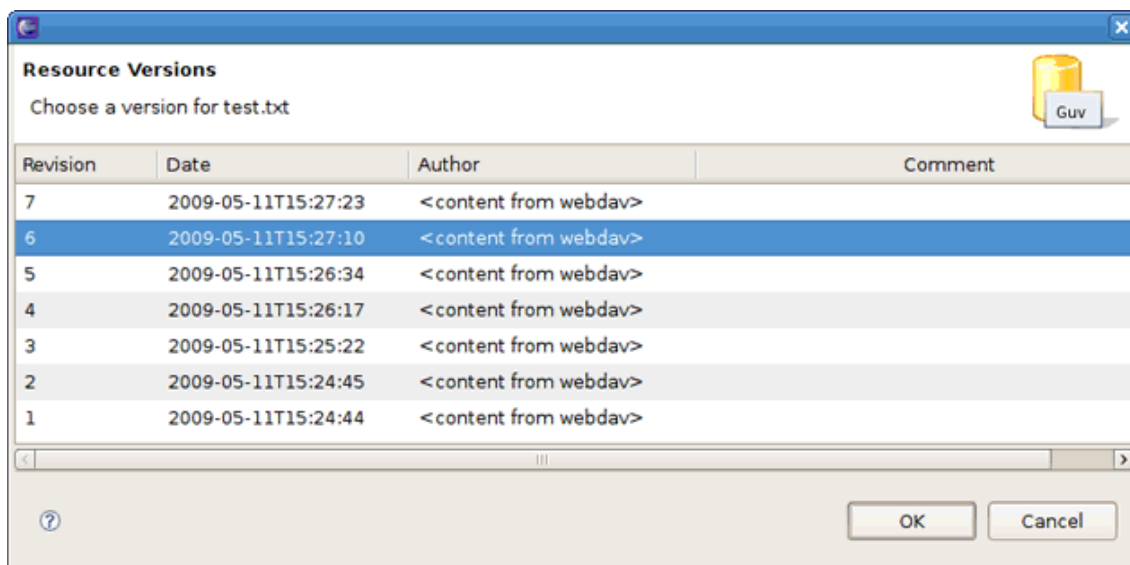 Resource Versions
Choose a version for test.txt
Guv
Revision Date Author Comment
7 2009-05-11T15:27:23 <content from webdav>
6 2009-05-11T15:27:10 <content from webdav>
5 2009-05-11T15:26:34 <content from webdav>
4 2009-05-11T15:26:17 <content from webdav>
3 2009-05-11T15:25:22 <content from webdav>
2 2009-05-11T15:24:45 <content from webdav>
1 2009-05-11T15:24:44 <content from webdav>
OK Cancel